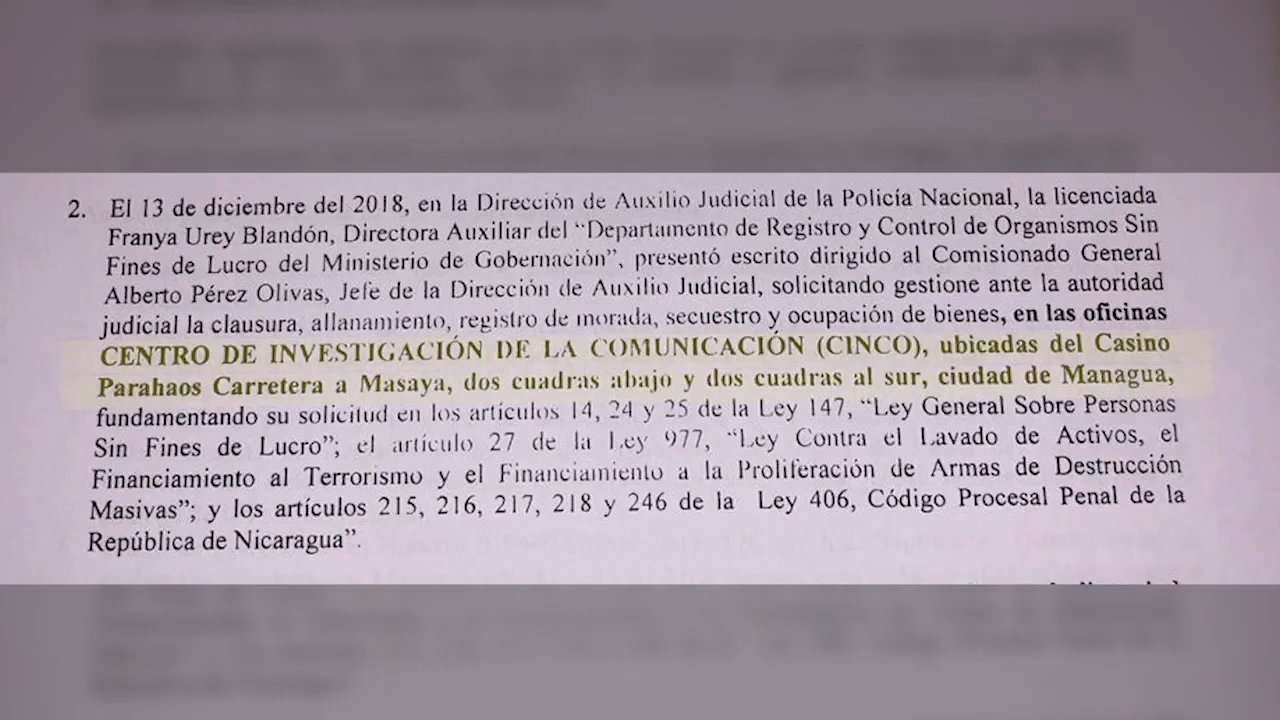 2. El 13 de diciembre del 2018, en la Dirección de Auxilio Judicial de la Policía Nacional, la licenciada
Franya Urey Blandón, Directora Auxiliar del “Departamento de Registro y Control de Organismos Sin
Fines de Lucro del Ministerio de Gobernación”, presentó escrito dirigido al Comisionado General
Alberto Pérez Olivas, Jefe de la Dirección de Auxilio Judicial, solicitando gestione ante la autoridad
judicial la clausura, allanamiento, registro de morada, secuestro y ocupación de bienes, en las oficinas
CENTRO DE INVESTIGACIÓN DE LA COMUNICACIÓN (CINCO), ubicadas del Casino
Parahaos Carretera a Masaya, dos cuadras abajo y dos cuadras al sur, ciudad de Managua,
fundamentando su solicitud en los artículos 14, 24 y 25 de la Ley 147, “Ley General Sobre Personas
Sin Fines de Lucro”; el artículo 27 de la Ley 977, “Ley Contra el Lavado de Activos, el
Financiamiento al Terrorismo y el Financiamiento a la Proliferación de Armas de Destrucción
Masivas”; y los artículos 215, 216, 217, 218 y 246 de la Ley 406, Código Procesal Penal de la
República de Nicaragua”.